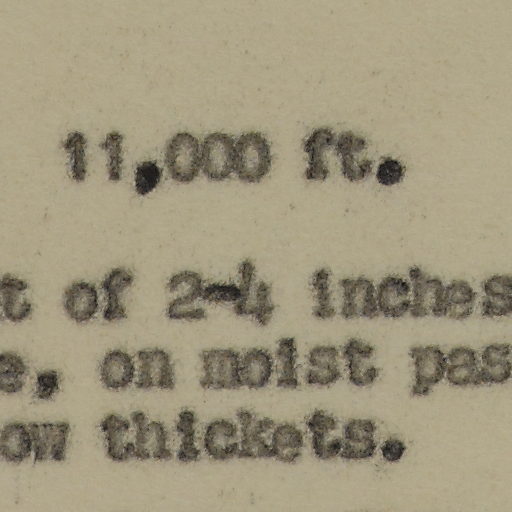 11,000 ft.
t of 2-4 inches
e, on moist pas
ow thickets.